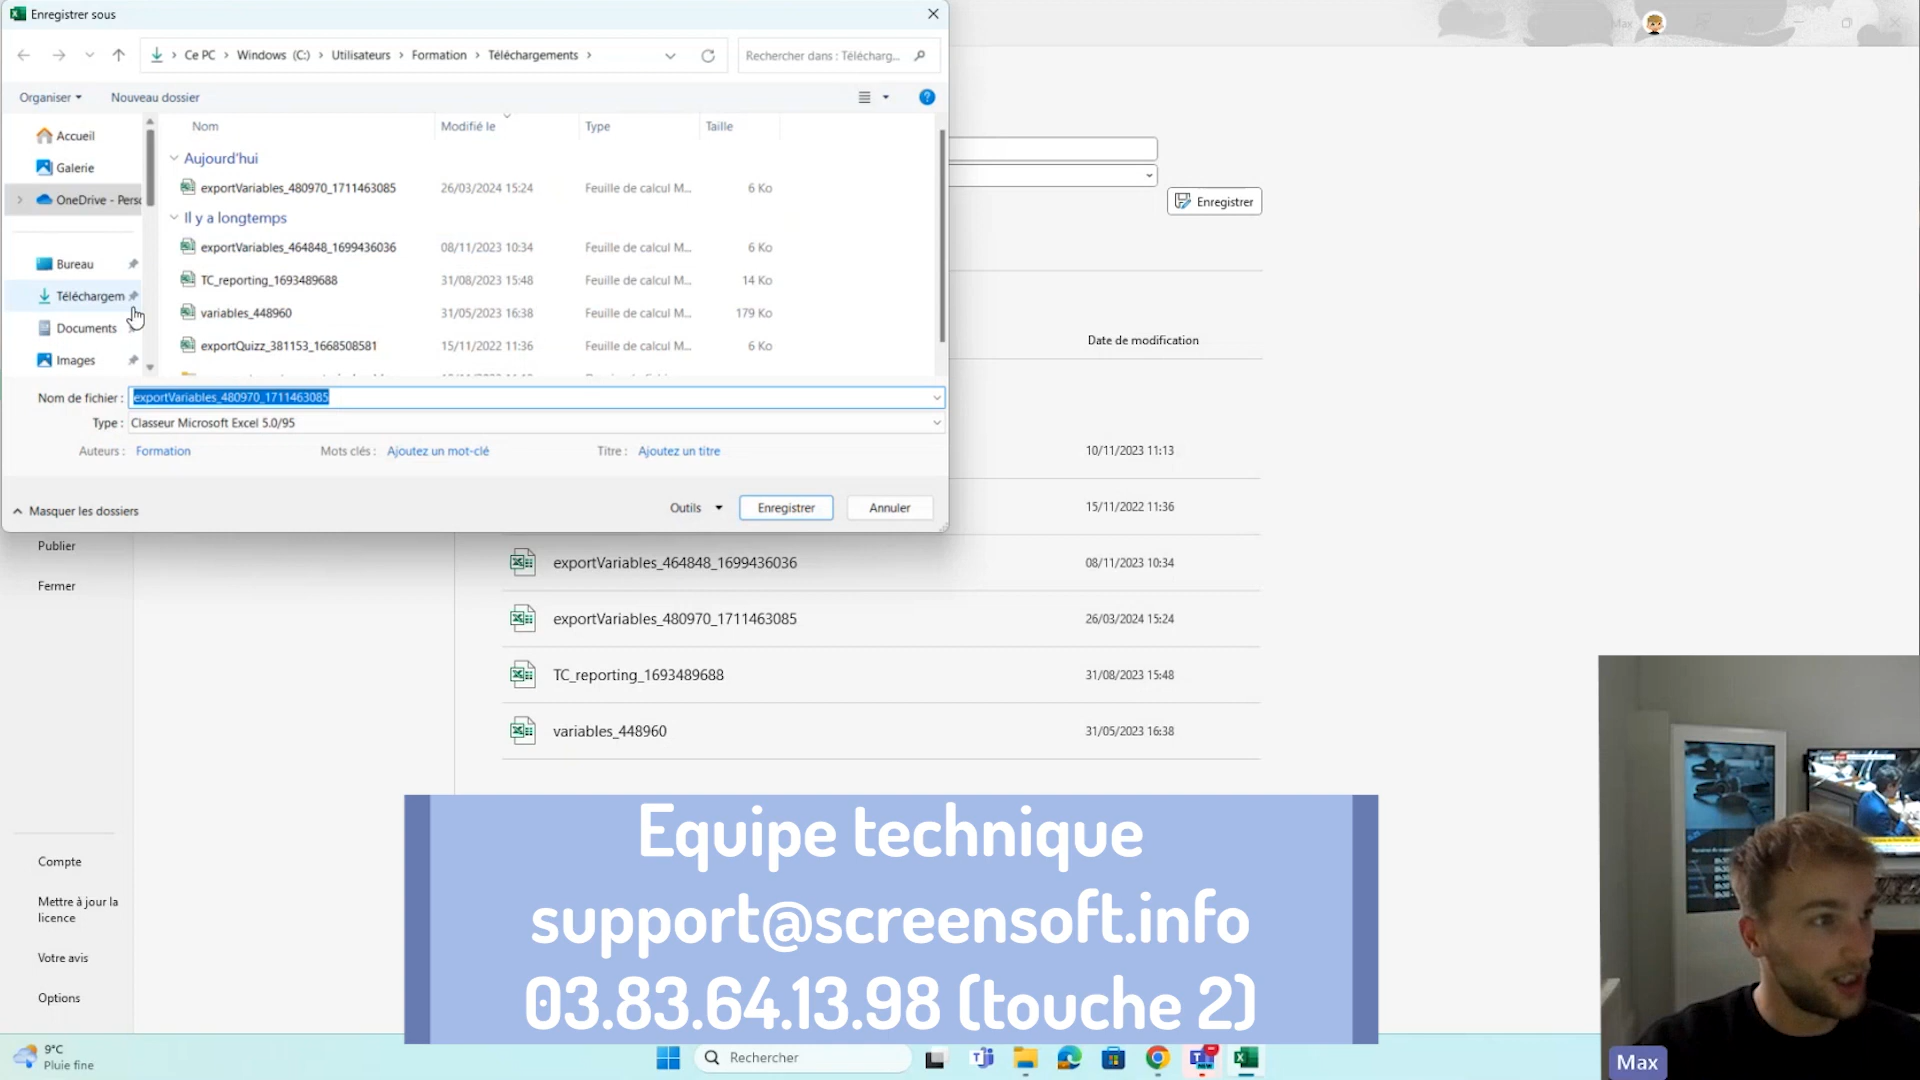 Enregistrer sous
Max
Ce PC > Windows (C:) > Utilisateurs > Formation > Téléchargements >
Rechercher dans : Télécharg...
Organiser
Nouveau dossier
Accueil
Galerie
OneDrive - Perso
Bureau
Téléchargem
Documents
Images
Nom
Modifié le
Type
Taille
Aujourd'hui
exportVariables_480970_1711463085 26/03/2024 15:24 Feuille de calcul M... 6 Ko
Il y a longtemps
exportVariables_464848_1699436036 08/11/2023 10:34 Feuille de calcul M... 6 Ko
TC_reporting_1693489688 31/08/2023 15:48 Feuille de calcul M... 14 Ko
variables_448960 31/05/2023 16:38 Feuille de calcul M... 179 Ko
exportQuizz_381153_1668508581 15/11/2022 11:36 Feuille de calcul M... 6 Ko
Nom de fichier : exportVariables_480970_1711463085
Type : Classeur Microsoft Excel 5.0/95
Auteurs : Formation
Mots clés : Ajoutez un mot-clé
Titre : Ajoutez un titre
Masquer les dossiers
Outils
Enregistrer
Annuler
Enregistrer
Date de modification
10/11/2023 11:13
15/11/2022 11:36
exportVariables_464848_1699436036 08/11/2023 10:34
exportVariables_480970_1711463085 26/03/2024 15:24
TC_reporting_1693489688 31/08/2023 15:48
variables_448960 31/05/2023 16:38
Publier
Fermer
Compte
Mettre à jour la
licence
Votre avis
Options
Equipe technique
support@screensoft.info
03.83.64.13.98 (touche 2)
Max
9°C
Pluie fine
Rechercher